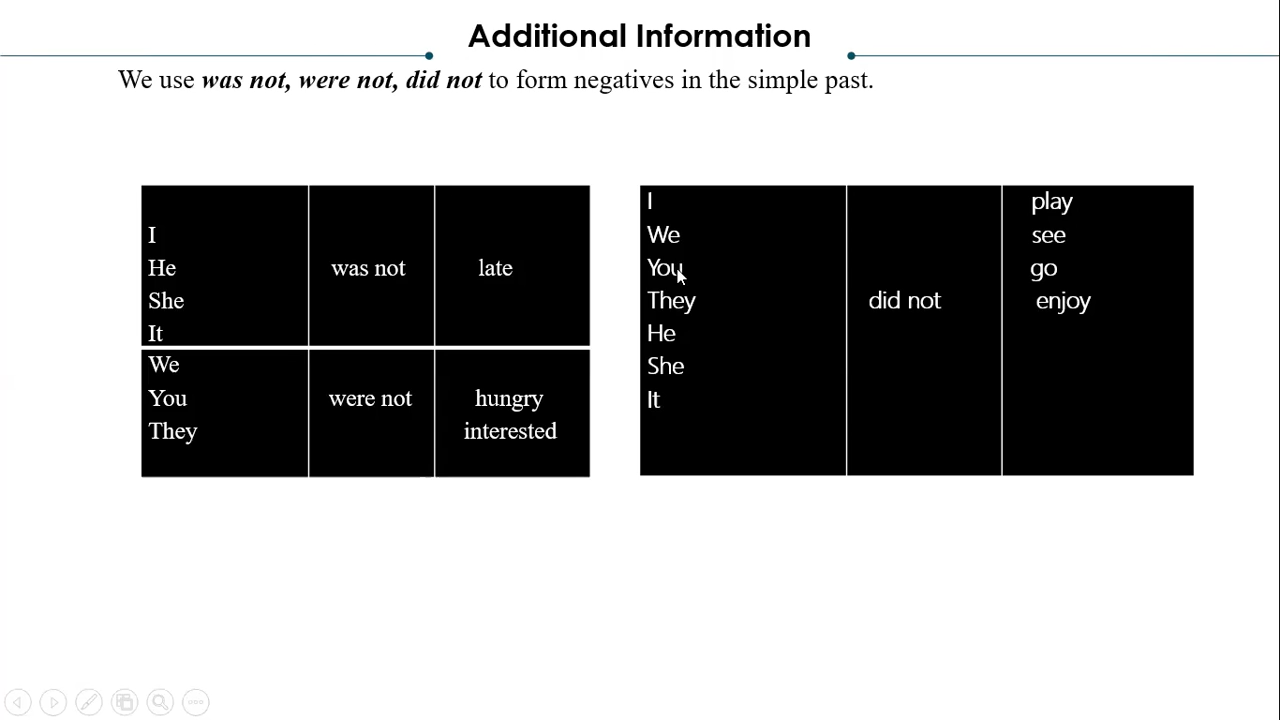 Additional Information
We use was not, were not, did not to form negatives in the simple past.
I
He
She
It
was not
late
We
You
They
were not
hungry
interested
I
We
You
They
He
She
It
did not
play
see
go
enjoy